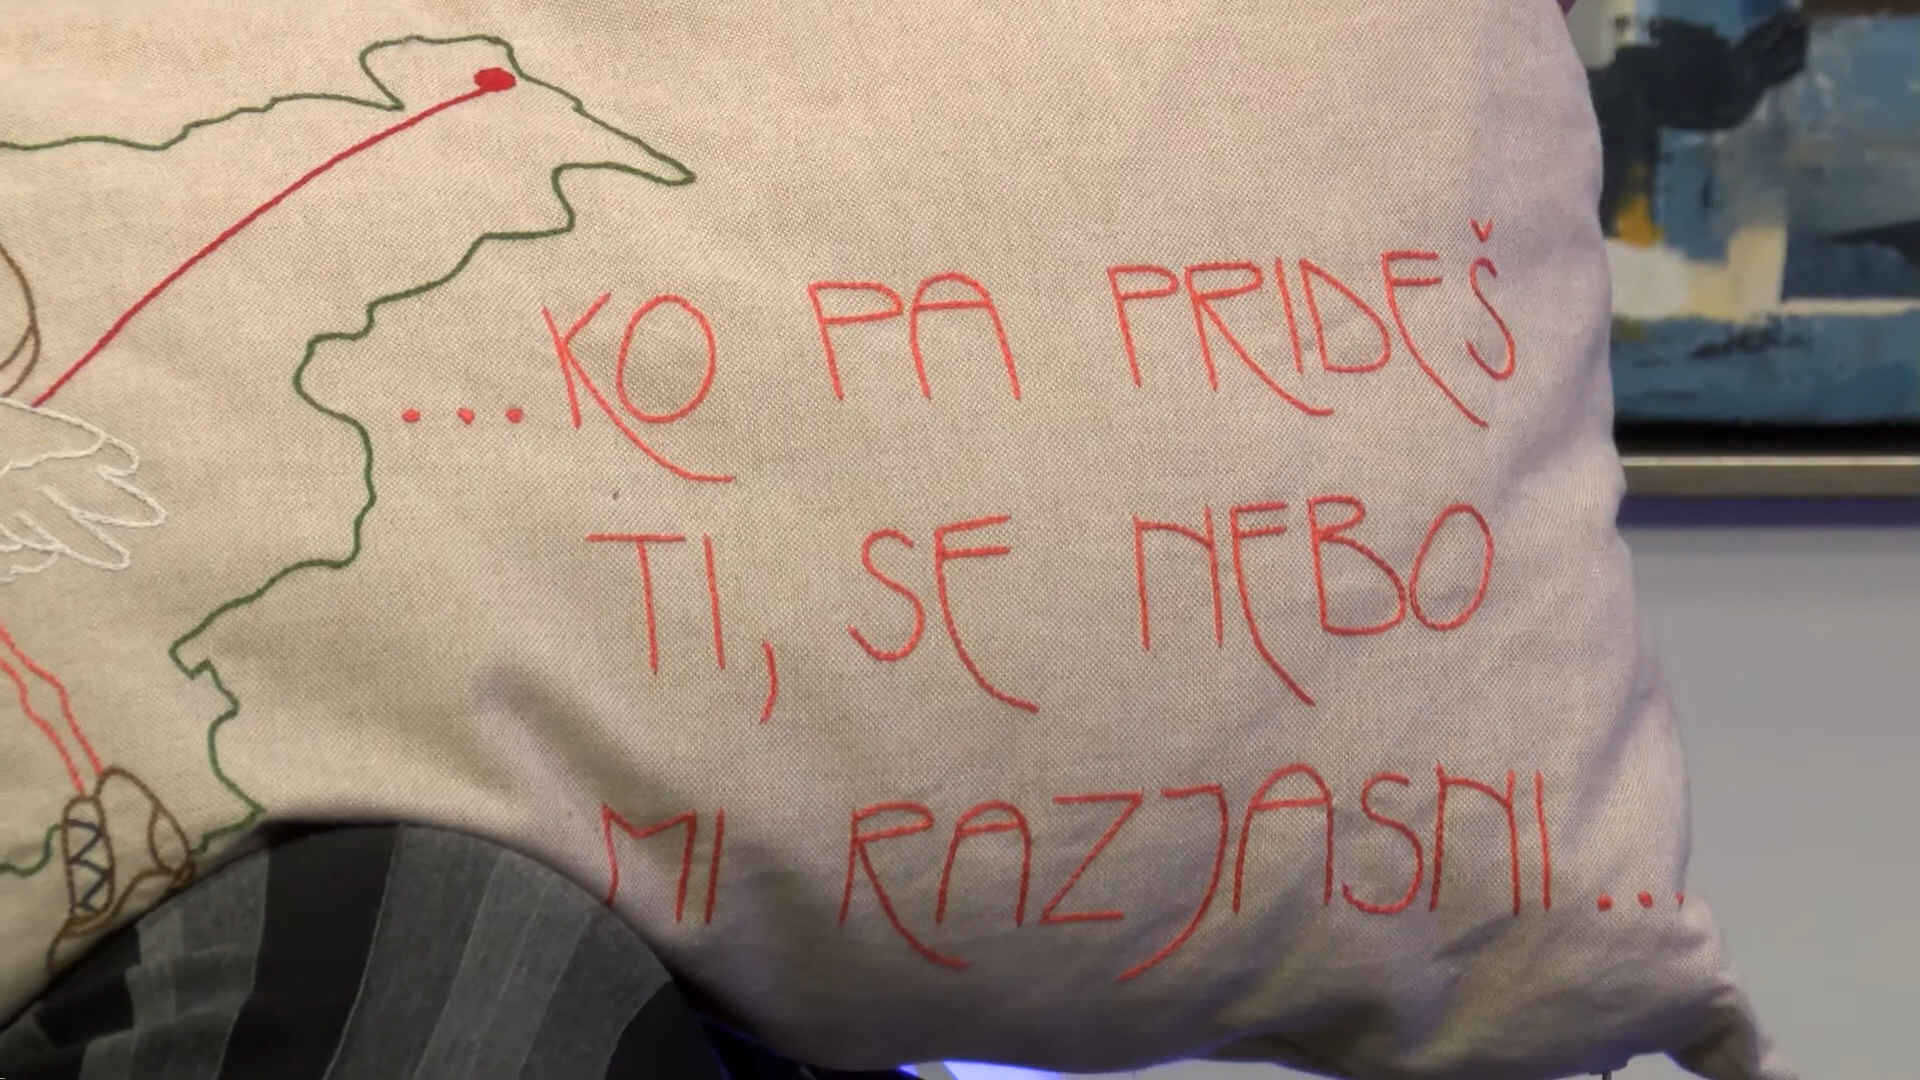 ...KO PA PRIDEŠ
TI, SE NEBO
MI RAZJASNI...